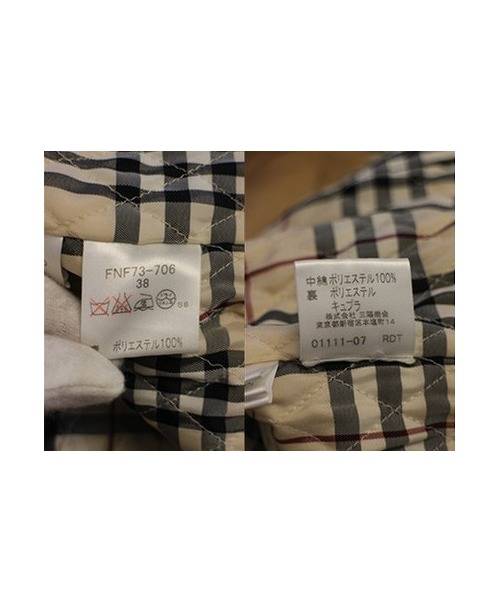 FNF73-706
38
表 ポリエステル100%
中綿 ポリエステル100%
裏 ポリエステル
キュプラ
株式会社 三陽商会
東京都新宿区本塩町14
01111-07 RDT